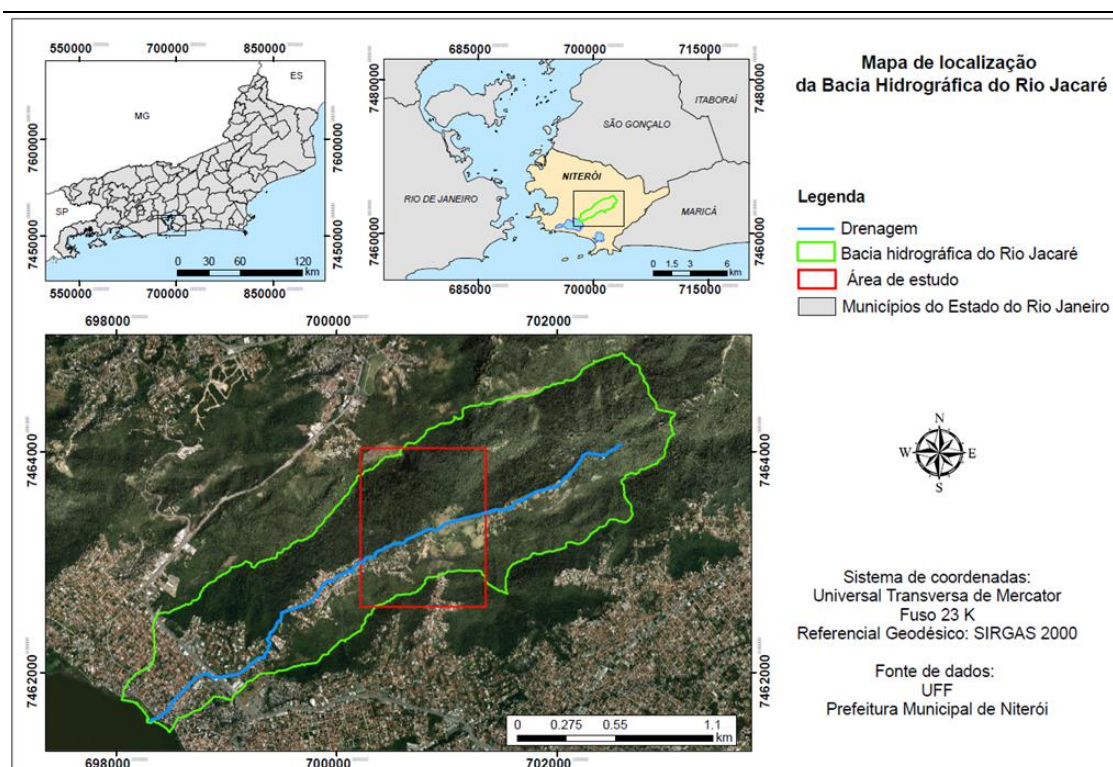 550000 700000 850000
ES
MG
SP
7600000
7450000
7600000
7450000
0 30 60 120
km
550000 700000 850000
685000 700000 715000
7480000
7460000
7480000
7460000
ITABORAÍ
SÃO GONÇALO
NITERÓI
RIO DE JANEIRO
MARICÁ
0 1.5 3 6
km
685000 700000 715000
Mapa de localização
da Bacia Hidrográfica do Rio Jacaré
Legenda
Drenagem
Bacia hidrográfica do Rio Jacaré
Área de estudo
Municípios do Estado do Rio Janeiro
698000 700000 702000
7464000
7462000
7464000
7462000
0 0.275 0.55 1.1
km
698000 700000 702000
N
W E
S
Sistema de coordenadas:
Universal Transversa de Mercator
Fuso 23 K
Referencial Geodésico: SIRGAS 2000
Fonte de dados:
UFF
Prefeitura Municipal de Niterói